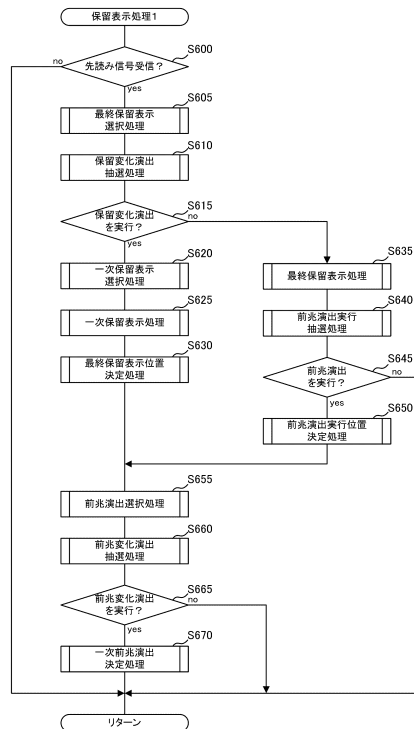 保留表示処理１
S600
no
先読み信号受信？
yes
S605
最終保留表示
選択処理
S610
保留変化演出
抽選処理
S615
保留変化演出
を実行？
no
yes
S620
一次保留表示
選択処理
S625
一次保留表示処理
S630
最終保留表示位置
決定処理
S635
最終保留表示処理
S640
前兆演出実行
抽選処理
S645
前兆演出
を実行？
no
yes
S650
前兆演出実行位置
決定処理
S655
前兆演出選択処理
S660
前兆変化演出
抽選処理
S665
前兆変化演出
を実行？
no
yes
S670
一次前兆演出
決定処理
リターン